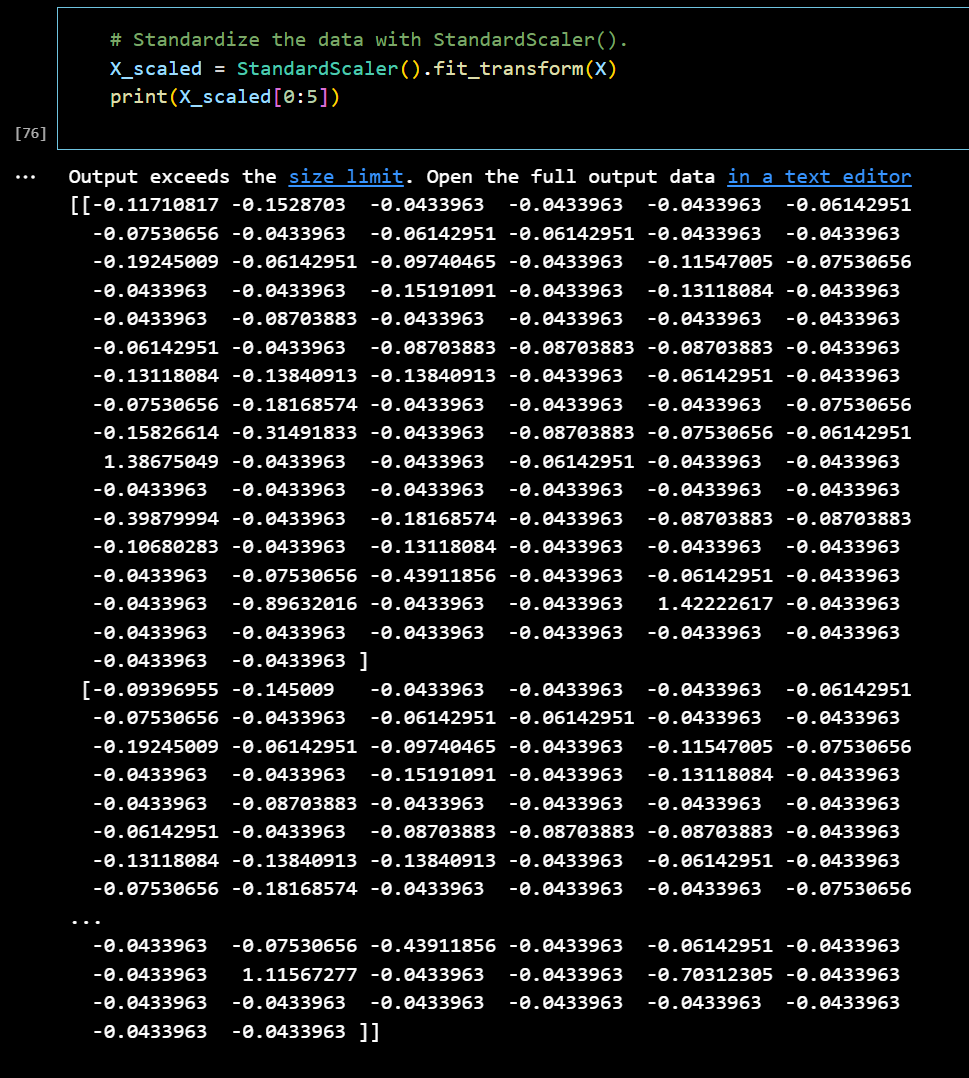 # Standardize the data with StandardScaler().
X_scaled = StandardScaler().fit_transform(X)
print(X_scaled[0:5])
[76]
... Output exceeds the size limit. Open the full output data in a text editor
[[-0.11710817 -0.1528703  -0.0433963  -0.0433963  -0.0433963  -0.06142951
  -0.07530656 -0.0433963  -0.06142951 -0.06142951 -0.0433963  -0.0433963
  -0.19245009 -0.06142951 -0.09740465 -0.0433963  -0.11547005 -0.07530656
  -0.0433963  -0.0433963  -0.15191091 -0.0433963  -0.13118084 -0.0433963
  -0.0433963  -0.08703883 -0.0433963  -0.0433963  -0.0433963  -0.0433963
  -0.06142951 -0.0433963  -0.08703883 -0.08703883 -0.08703883 -0.0433963
  -0.13118084 -0.13840913 -0.13840913 -0.0433963  -0.06142951 -0.0433963
  -0.07530656 -0.18168574 -0.0433963  -0.0433963  -0.0433963  -0.07530656
  -0.15826614 -0.31491833 -0.0433963  -0.08703883 -0.07530656 -0.06142951
   1.38675049 -0.0433963  -0.0433963  -0.06142951 -0.0433963  -0.0433963
  -0.0433963  -0.0433963  -0.0433963  -0.0433963  -0.0433963  -0.0433963
  -0.39879994 -0.0433963  -0.18168574 -0.0433963  -0.08703883 -0.08703883
  -0.10680283 -0.0433963  -0.13118084 -0.0433963  -0.0433963  -0.0433963
  -0.0433963  -0.07530656 -0.43911856 -0.0433963  -0.06142951 -0.0433963
  -0.0433963  -0.89632016 -0.0433963  -0.0433963   1.42222617 -0.0433963
  -0.0433963  -0.0433963  -0.0433963  -0.0433963  -0.0433963  -0.0433963
  -0.0433963  -0.0433963 ]
 [-0.09396955 -0.145009   -0.0433963  -0.0433963  -0.0433963  -0.06142951
  -0.07530656 -0.0433963  -0.06142951 -0.06142951 -0.0433963  -0.0433963
  -0.19245009 -0.06142951 -0.09740465 -0.0433963  -0.11547005 -0.07530656
  -0.0433963  -0.0433963  -0.15191091 -0.0433963  -0.13118084 -0.0433963
  -0.0433963  -0.08703883 -0.0433963  -0.0433963  -0.0433963  -0.0433963
  -0.06142951 -0.0433963  -0.08703883 -0.08703883 -0.08703883 -0.0433963
  -0.13118084 -0.13840913 -0.13840913 -0.0433963  -0.06142951 -0.0433963
  -0.07530656 -0.18168574 -0.0433963  -0.0433963  -0.0433963  -0.07530656
...
  -0.0433963  -0.07530656 -0.43911856 -0.0433963  -0.06142951 -0.0433963
  -0.0433963   1.11567277 -0.0433963  -0.0433963  -0.70312305 -0.0433963
  -0.0433963  -0.0433963  -0.0433963  -0.0433963  -0.0433963  -0.0433963
  -0.0433963  -0.0433963 ]]